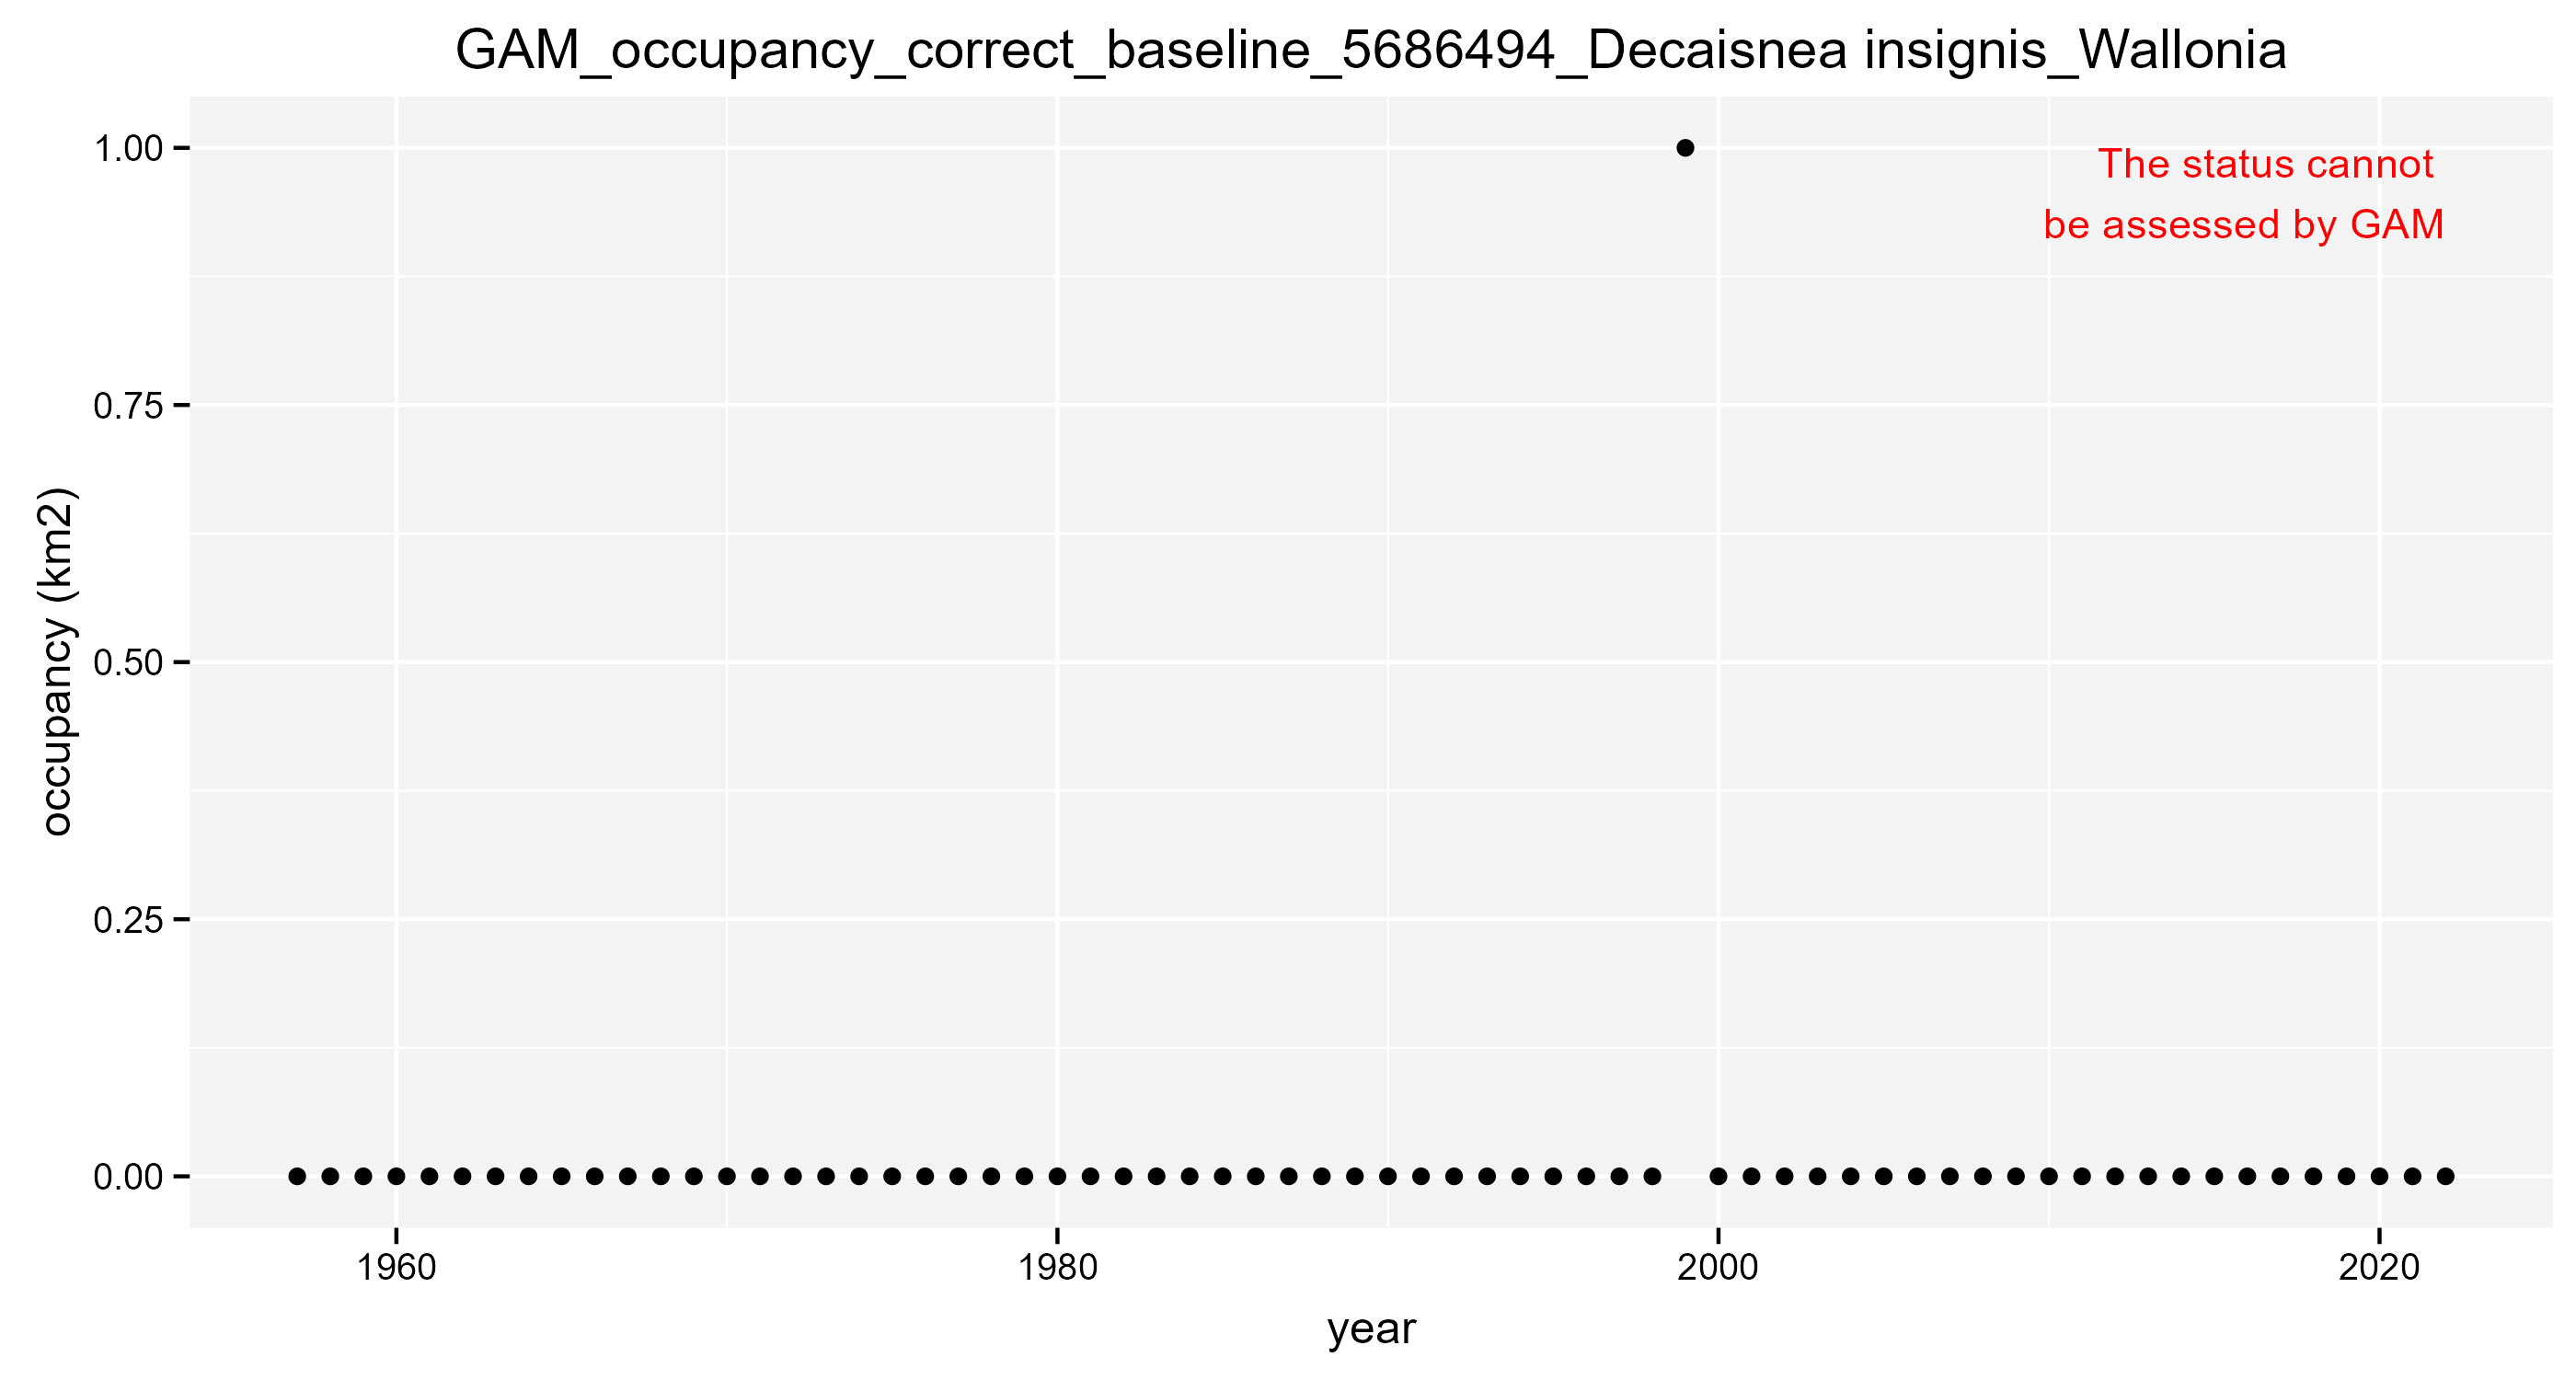 GAM_occupancy_correct_baseline_5686494_Decaisnea insignis_Wallonia
The status cannot
be assessed by GAM
1.00
0.75
0.50
0.25
0.00
occupancy (km2)
1960
1980
2000
2020
year